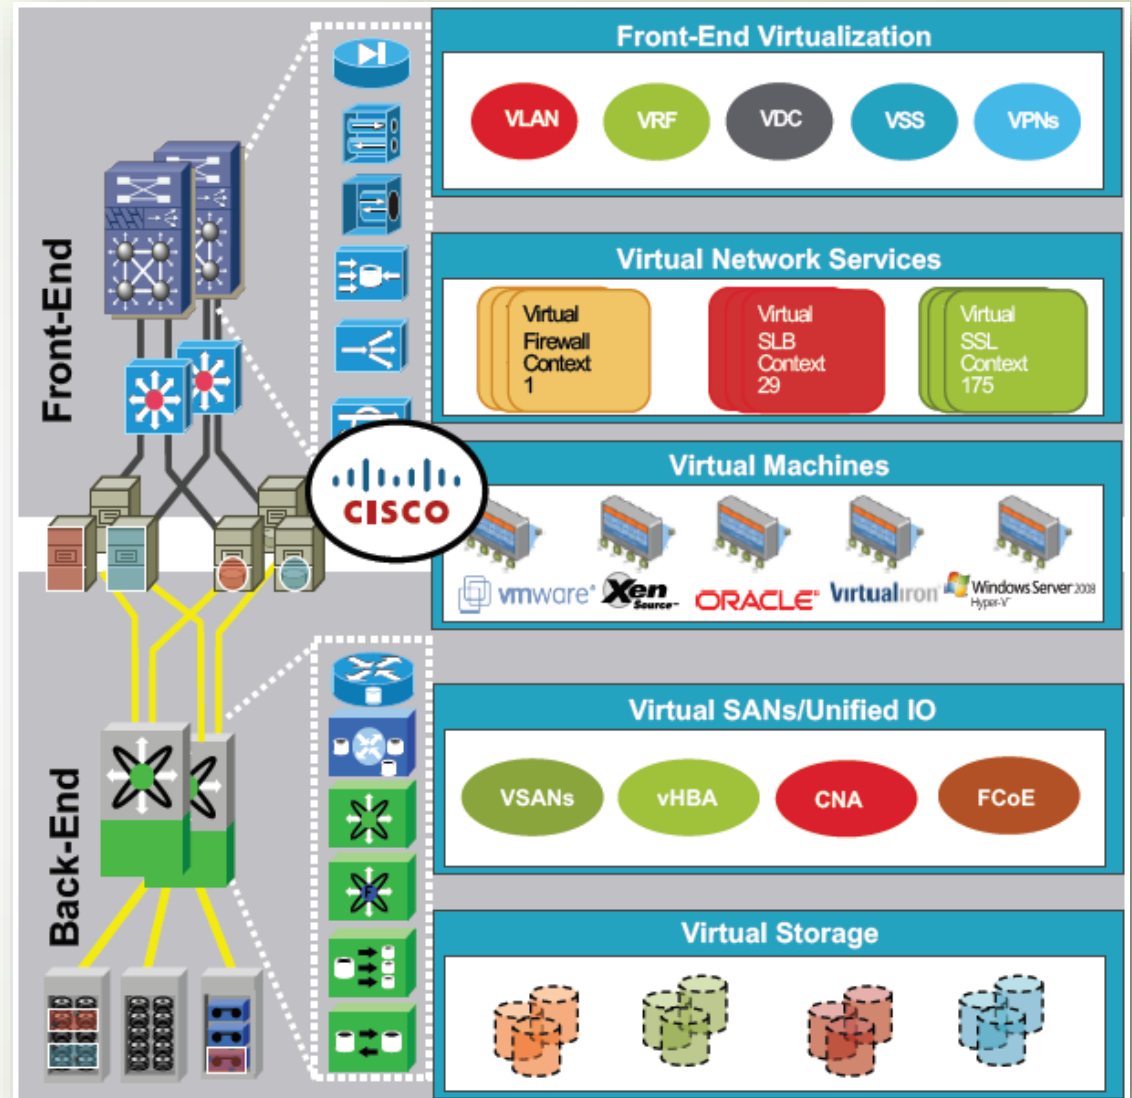 Front-End Virtualization
VLAN
VRF
VDC
VSS
VPNs
Front-End
Virtual Network Services
Virtual
Firewall
Context
1
Virtual
SLB
Context
29
Virtual
SSL
Context
175
CISCO
Virtual Machines
vmware®
Xen
Source™
ORACLE®
VirtualIron
Windows Server 2008
Hyper-V
Back-End
Virtual SANs/Unified IO
VSANs
vHBA
CNA
FCoE
F
Virtual Storage